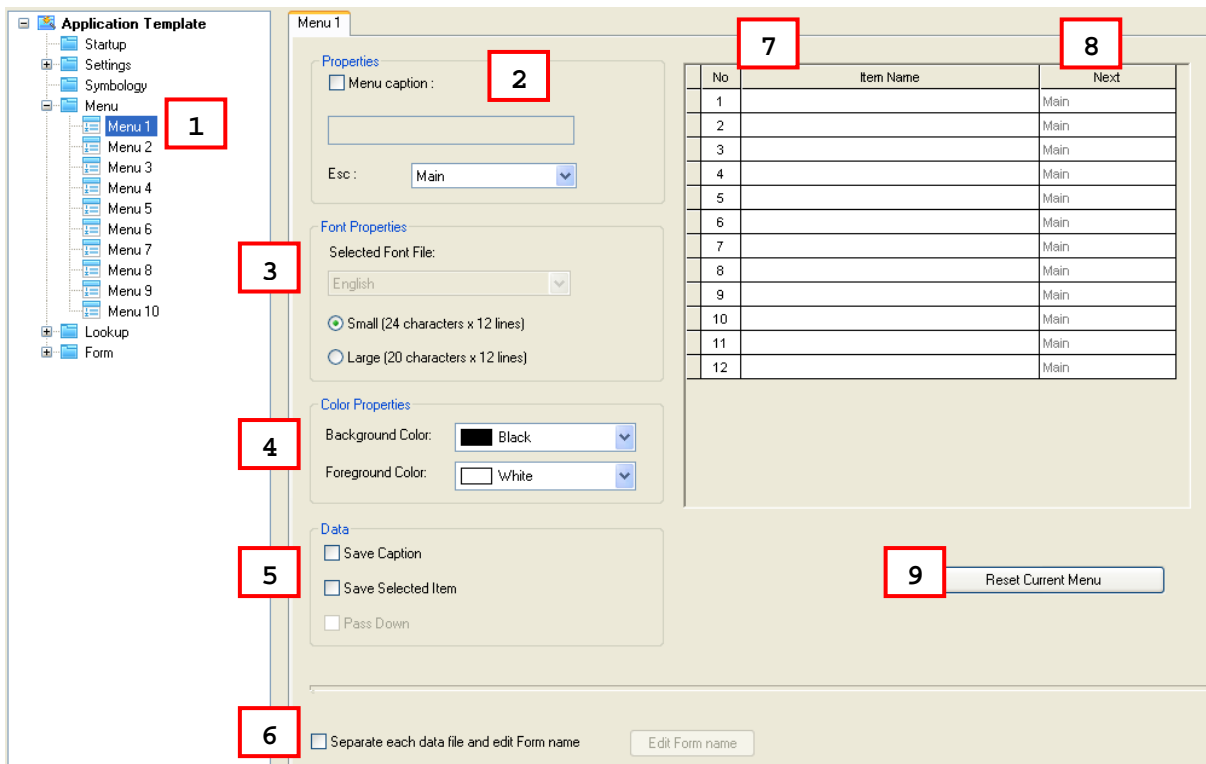 Application Template
Startup
Settings
Symbology
Menu
Menu 1
Menu 2
Menu 3
Menu 4
Menu 5
Menu 6
Menu 7
Menu 8
Menu 9
Menu 10
Lookup
Form
1
Menu 1
Properties
2
Menu caption :
Esc : Main
3
Font Properties
Selected Font File:
English
Small (24 characters x 12 lines)
Large (20 characters x 12 lines)
4
Color Properties
Background Color: Black
Foreground Color: White
5
Data
Save Caption
Save Selected Item
Pass Down
6
Separate each data file and edit Form name Edit Form name
7 8
No Item Name Next
1 Main
2 Main
3 Main
4 Main
5 Main
6 Main
7 Main
8 Main
9 Main
10 Main
11 Main
12 Main
9 Reset Current Menu